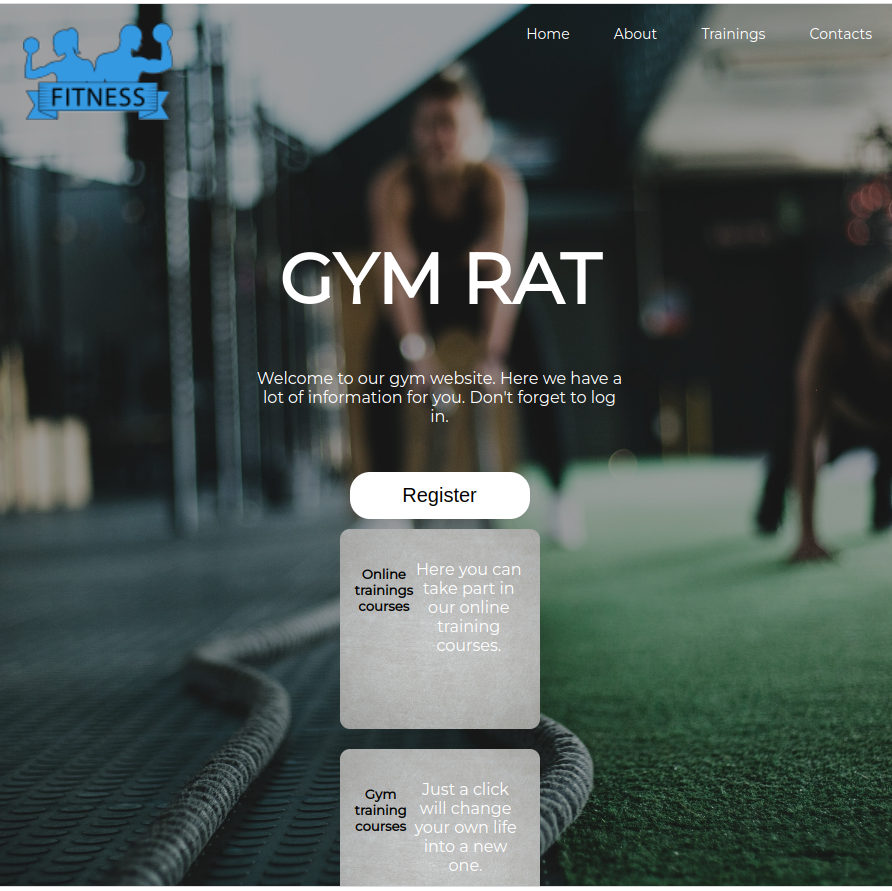 FITNESS
Home About Trainings Contacts
GYM RAT
Welcome to our gym website. Here we have a
lot of information for you. Don't forget to log
in.
Register
Online
trainings
courses
Here you can
take part in
our online
training
courses.
Gym
training
courses
Just a click
will change
your own life
into a new
one.